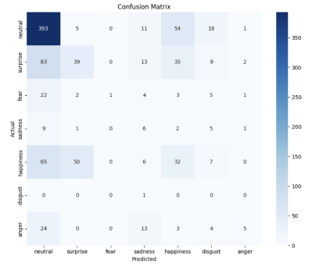 Confusion Matrix
neutral 393 5 0 11 54 18 1
surprise 83 39 0 13 35 9 2
fear 22 2 1 4 3 5 1
sadness 9 1 0 6 2 5 1
happiness 65 50 0 6 32 7 0
disgust 0 0 0 1 0 0 0
anger 24 0 0 13 3 4 5
neutral surprise fear sadness happiness disgust anger
Actual
Predicted
350
300
250
200
150
100
50
0